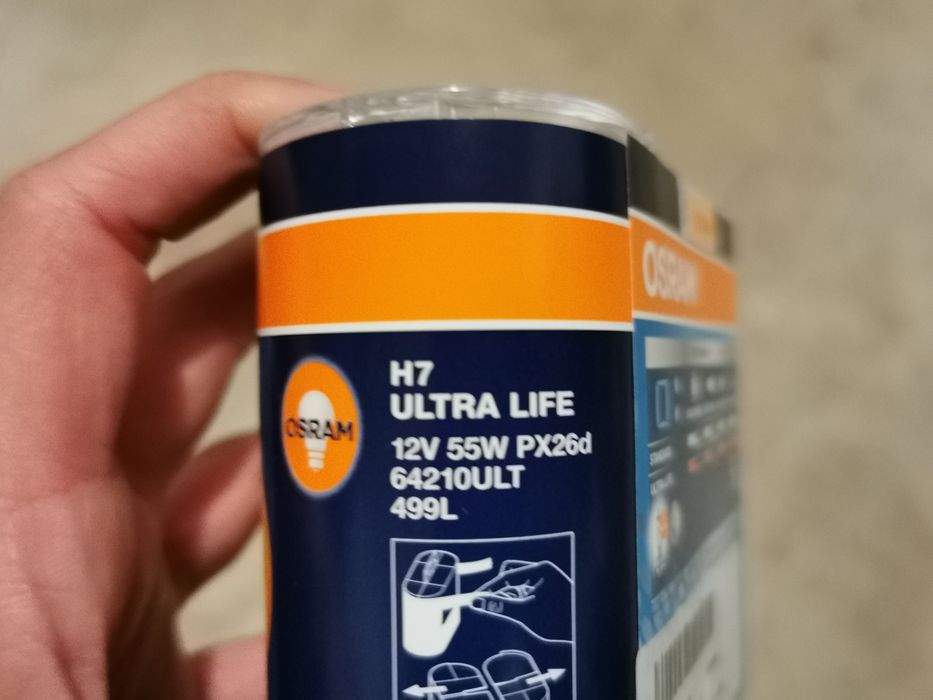 H7
ULTRA LIFE
12V 55W PX26d
64210ULT
499L
OSRAM
OSRAM